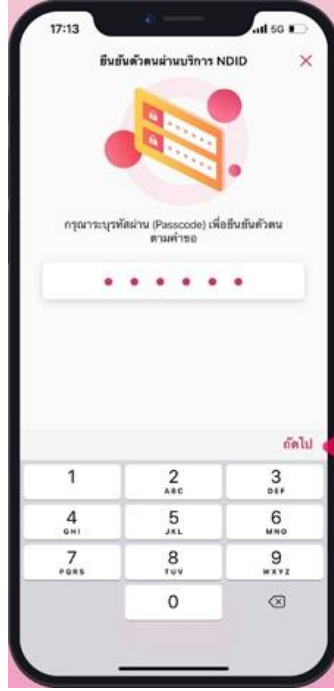 17:13
5G
ยืนยันตัวตนผ่านบริการ NDID
กรุณาระบุรหัสผ่าน (Passcode) เพื่อยืนยันตัวตน
ตามคำขอ
ถัดไป
1 2 3
ABC DEF
4 5 6
GHI JKL MNO
7 8 9
PQRS TUV WXYZ
0